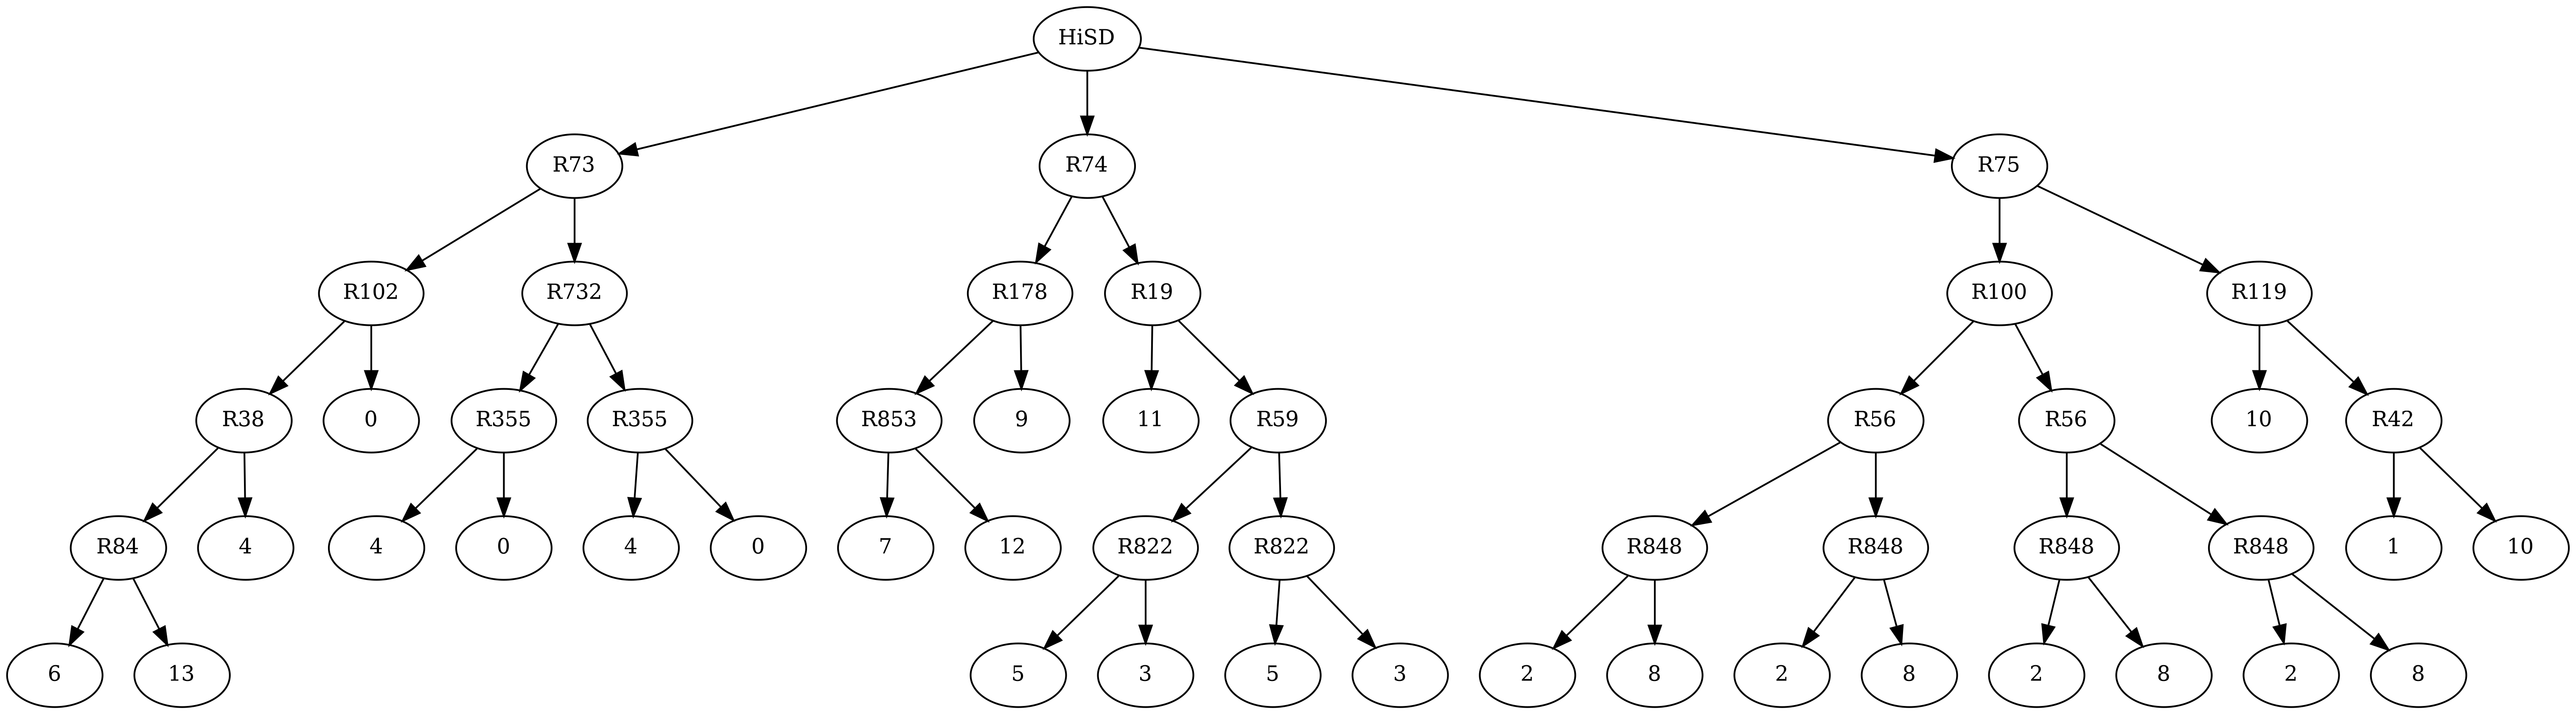 HiSD
R73 R74 R75
R102 R732 R178 R19 R100 R119
R38 0 R355 R355 R853 9 11 R59 R56 R56 10 R42
R84 4 4 0 4 0 7 12 R822 R822 R848 R848 R848 R848 1 10
6 13 5 3 5 3 2 8 2 8 2 8 2 8